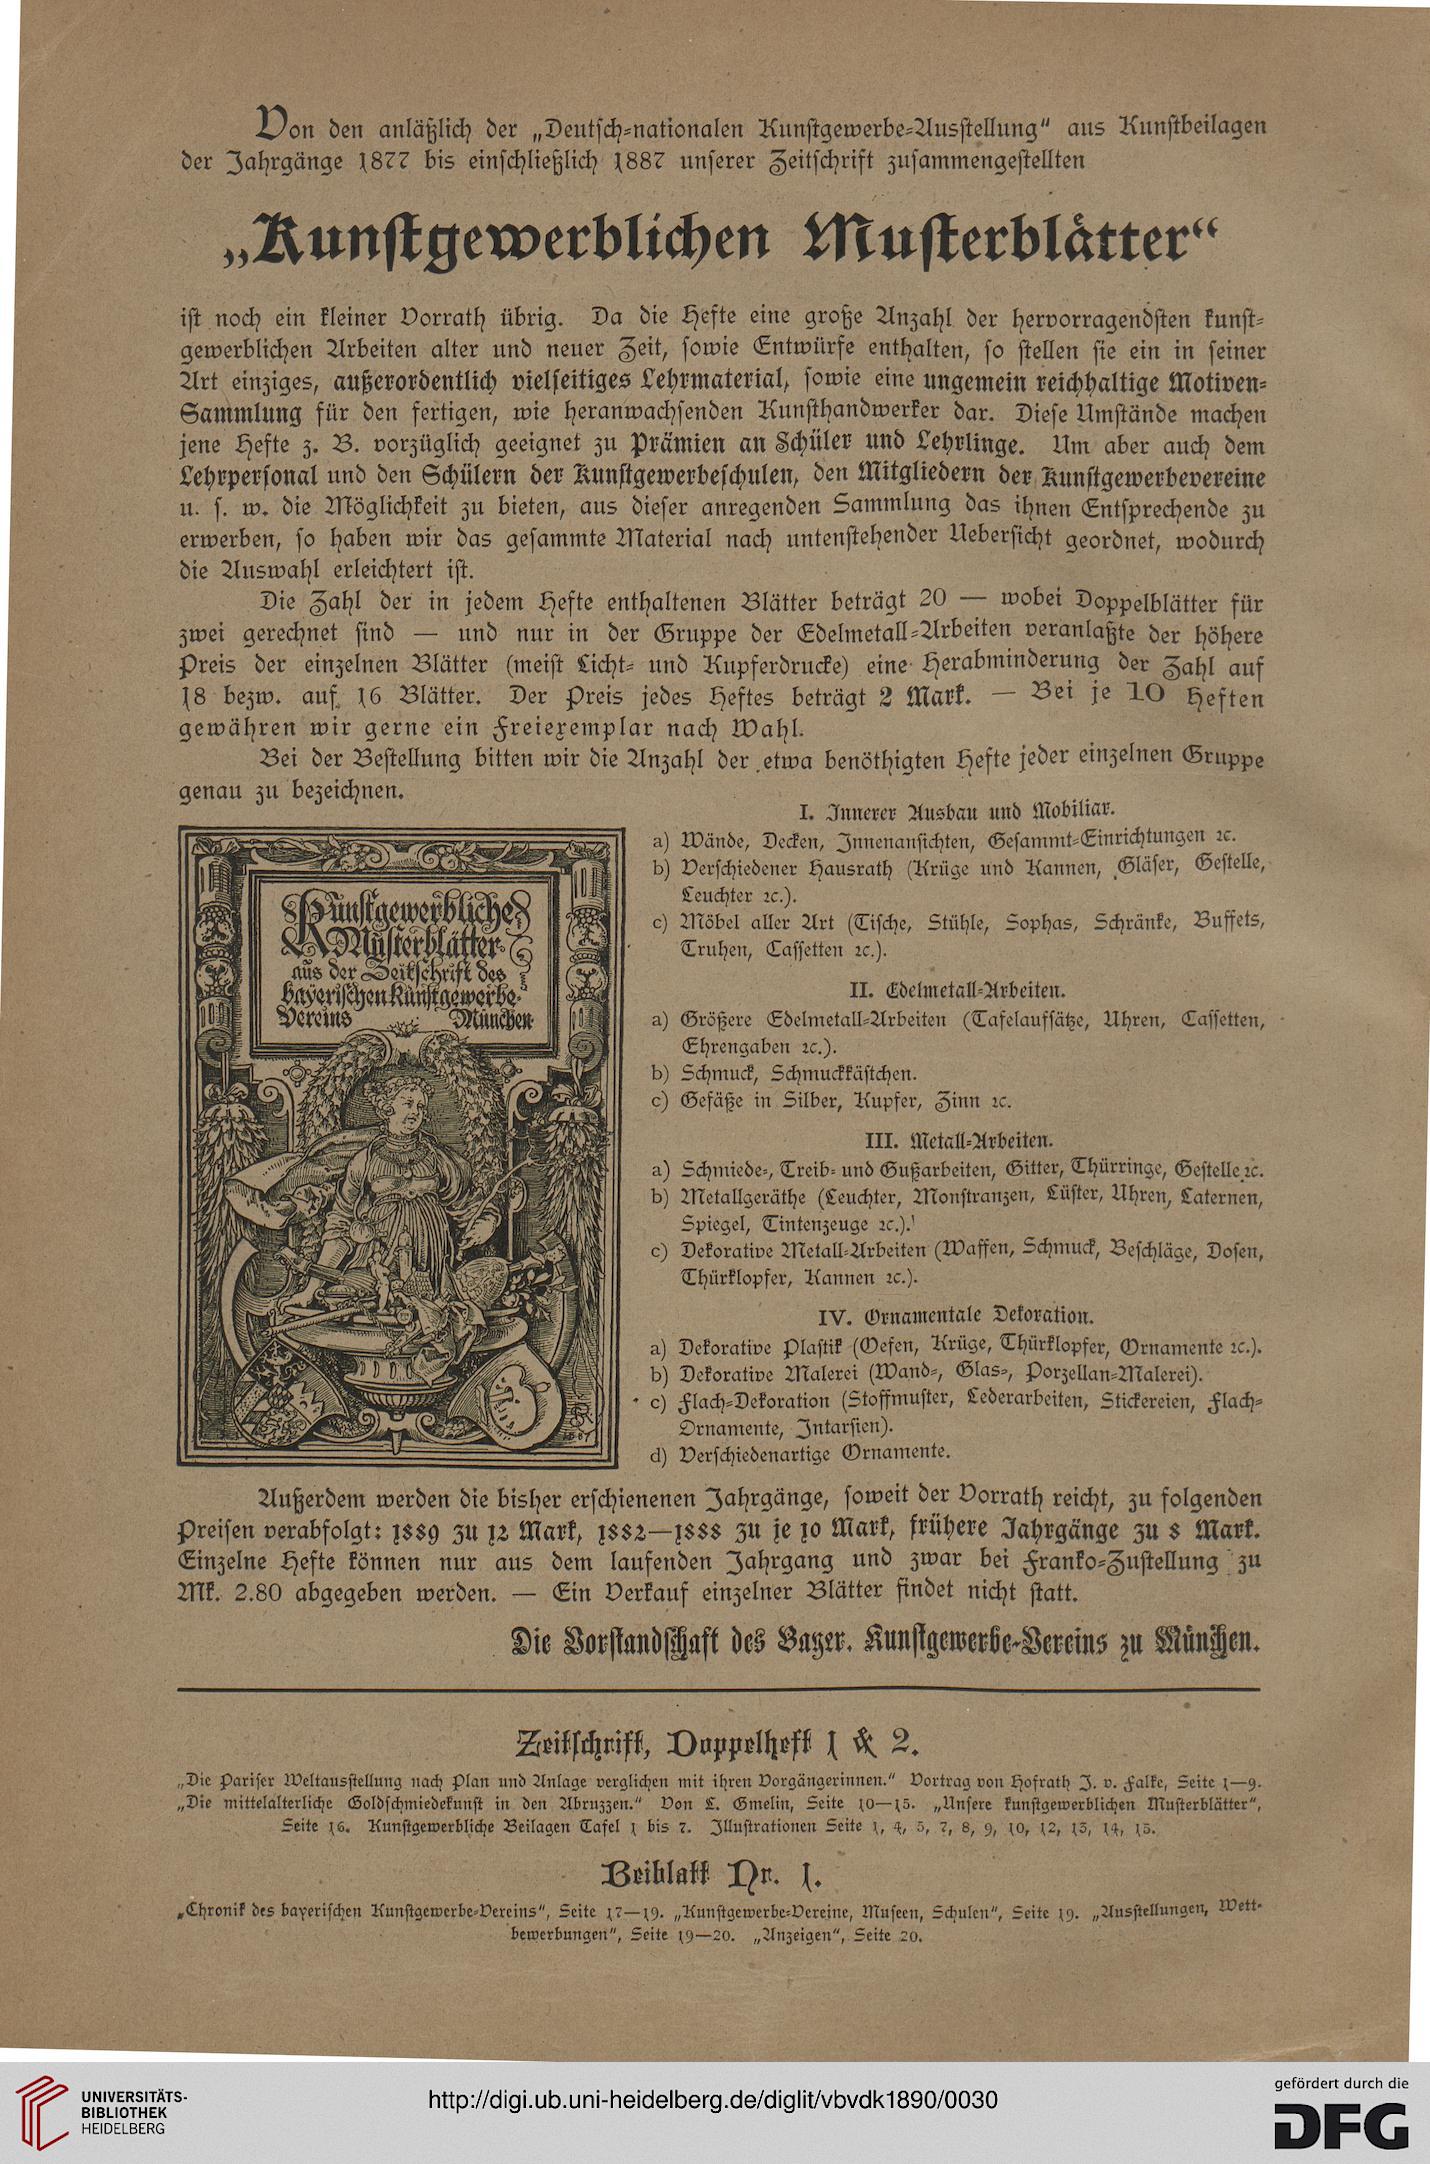 Von den anläßlich der „Deutsch-nationalen Kunstgewerbe-Ausstellung" aus Kunstbeilagen
der Jahrgänge 1877 bis einschließlich 1887 unserer Zeitschrift zusammengestellten
„Kunstgewerblichen Musterblätter“
ist noch ein kleiner Vorrath übrig. Da die Hefte eine große Anzahl der hervorragendsten kunst-
gewerblichen Arbeiten alter und neuer Zeit, sowie Entwürfe enthalten, so stellen sie ein in seiner
Art einziges, außerordentlich vielseitiges Lehrmaterial, sowie eine ungemein reichhaltige Motiven-
Sammlung für den fertigen, wie heranwachsenden Kunsthandwerker dar. Diese Umstände machen
jene Hefte z. B. vorzüglich geeignet zu Prämien an Schüler und Lehrlinge. Um aber auch dem
Lehrpersonal und den Schülern der Kunstgewerbeschulen, den Mitgliedern der Kunstgewerbevereine
u. s. w. die Möglichkeit zu bieten, aus dieser anregenden Sammlung das ihnen Entsprechende zu
erwerben, so haben wir das gesammte Material nach untenstehender Uebersicht geordnet, wodurch
die Auswahl erleichtert ist.
Die Zahl der in jedem Hefte enthaltenen Blätter beträgt 20 — wobei Doppelblätter für
zwei gerechnet sind — und nur in der Gruppe der Edelmetall-Arbeiten veranlaßte der höhere
Preis der einzelnen Blätter (meist Licht- und Kupferdrucke) eine Herabminderung der Zahl auf
18 bezw. auf 16 Blätter. Der Preis jedes Heftes beträgt 2 Mark. — Bei je 10 Heften
gewähren wir gerne ein Freiexemplar nach Wahl.
Bei der Bestellung bitten wir die Anzahl der etwa benöthigten Hefte jeder einzelnen Gruppe
genau zu bezeichnen.
Kunstgewerbliche
Musterblätter
aus der Zeitschrift des
bayerischen Kunstgewerbe-
Vereins München
1887
I. Innerer Ausbau und Mobiliar.
a) Wände, Decken, Innenansichten, Gesammt-Einrichtungen ꝛc.
b) Verschiedener Hausrath (Krüge und Kannen, Gläser, Gestelle,
Leuchter ꝛc.).
c) Möbel aller Art (Tische, Stühle, Sophas, Schränke, Buffets,
Truhen, Cassetten ꝛc.).
II. Edelmetall-Arbeiten.
a) Größere Edelmetall-Arbeiten (Tafelaufsätze, Uhren, Cassetten,
Ehrengaben ꝛc.).
b) Schmuck, Schmuckkästchen.
c) Gefäße in Silber, Kupfer, Zinn ꝛc.
III. Metall-Arbeiten.
a) Schmiede-, Treib- und Gußarbeiten, Gitter, Thürringe, Gestelle ꝛc.
b) Metallgeräthe (Leuchter, Monstranzen, Lüster, Uhren, Laternen,
Spiegel, Tintenzeuge ꝛc.).
c) Dekorative Metall-Arbeiten (Waffen, Schmuck, Beschläge, Dosen,
Thürklopfer, Kannen ꝛc.).
IV. Ornamentale Dekoration.
a) Dekorative Plastik (Oefen, Krüge, Thürklopfer, Ornamente ꝛc.).
b) Dekorative Malerei (Wand-, Glas-, Porzellan-Malerei).
c) Flach-Dekoration (Stoffmuster, Lederarbeiten, Stickereien, Flach-
Ornamente, Intarsien).
d) Verschiedenartige Ornamente.
Außerdem werden die bisher erschienenen Jahrgänge, soweit der Vorrath reicht, zu folgenden
Preisen verabfolgt: 1889 zu 12 Mark, 1882—1888 zu je 10 Mark, frühere Jahrgänge zu 8 Mark.
Einzelne Hefte können nur aus dem laufenden Jahrgang und zwar bei Franko-Zustellung zu
Mk. 2.80 abgegeben werden. — Ein Verkauf einzelner Blätter findet nicht statt.
Die Vorstandschaft des Bayer. Kunstgewerbe-Vereins zu München.
Zeitschrift, Doppelheft 1 & 2.
„Die Pariser Weltausstellung nach Plan und Anlage verglichen mit ihren Vorgängerinnen." Vortrag von Hofrath J. v. Falke, Seite 1—9.
„Die mittelalterliche Goldschmiedekunst in den Abruzzen." Von L. Gmelin, Seite 10—15. „Unsere kunstgewerblichen Musterblätter",
Seite 16. Kunstgewerbliche Beilagen Tafel 1 bis 7. Illustrationen Seite 1, 4, 5, 7, 8, 9, 10, 12, 13, 14, 15.
Beiblatt Nr. 1.
„Chronik des bayerischen Kunstgewerbe-Vereins", Seite 17—19. „Kunstgewerbe-Vereine, Museen, Schulen", Seite 19. „Ausstellungen, Wett-
bewerbungen", Seite 19—20. „Anzeigen", Seite 20.
UNIVERSITÄTS-
BIBLIOTHEK
HEIDELBERG
http://digi.ub.uni-heidelberg.de/diglit/vbvdk1890/0030
gefördert durch die
DFG